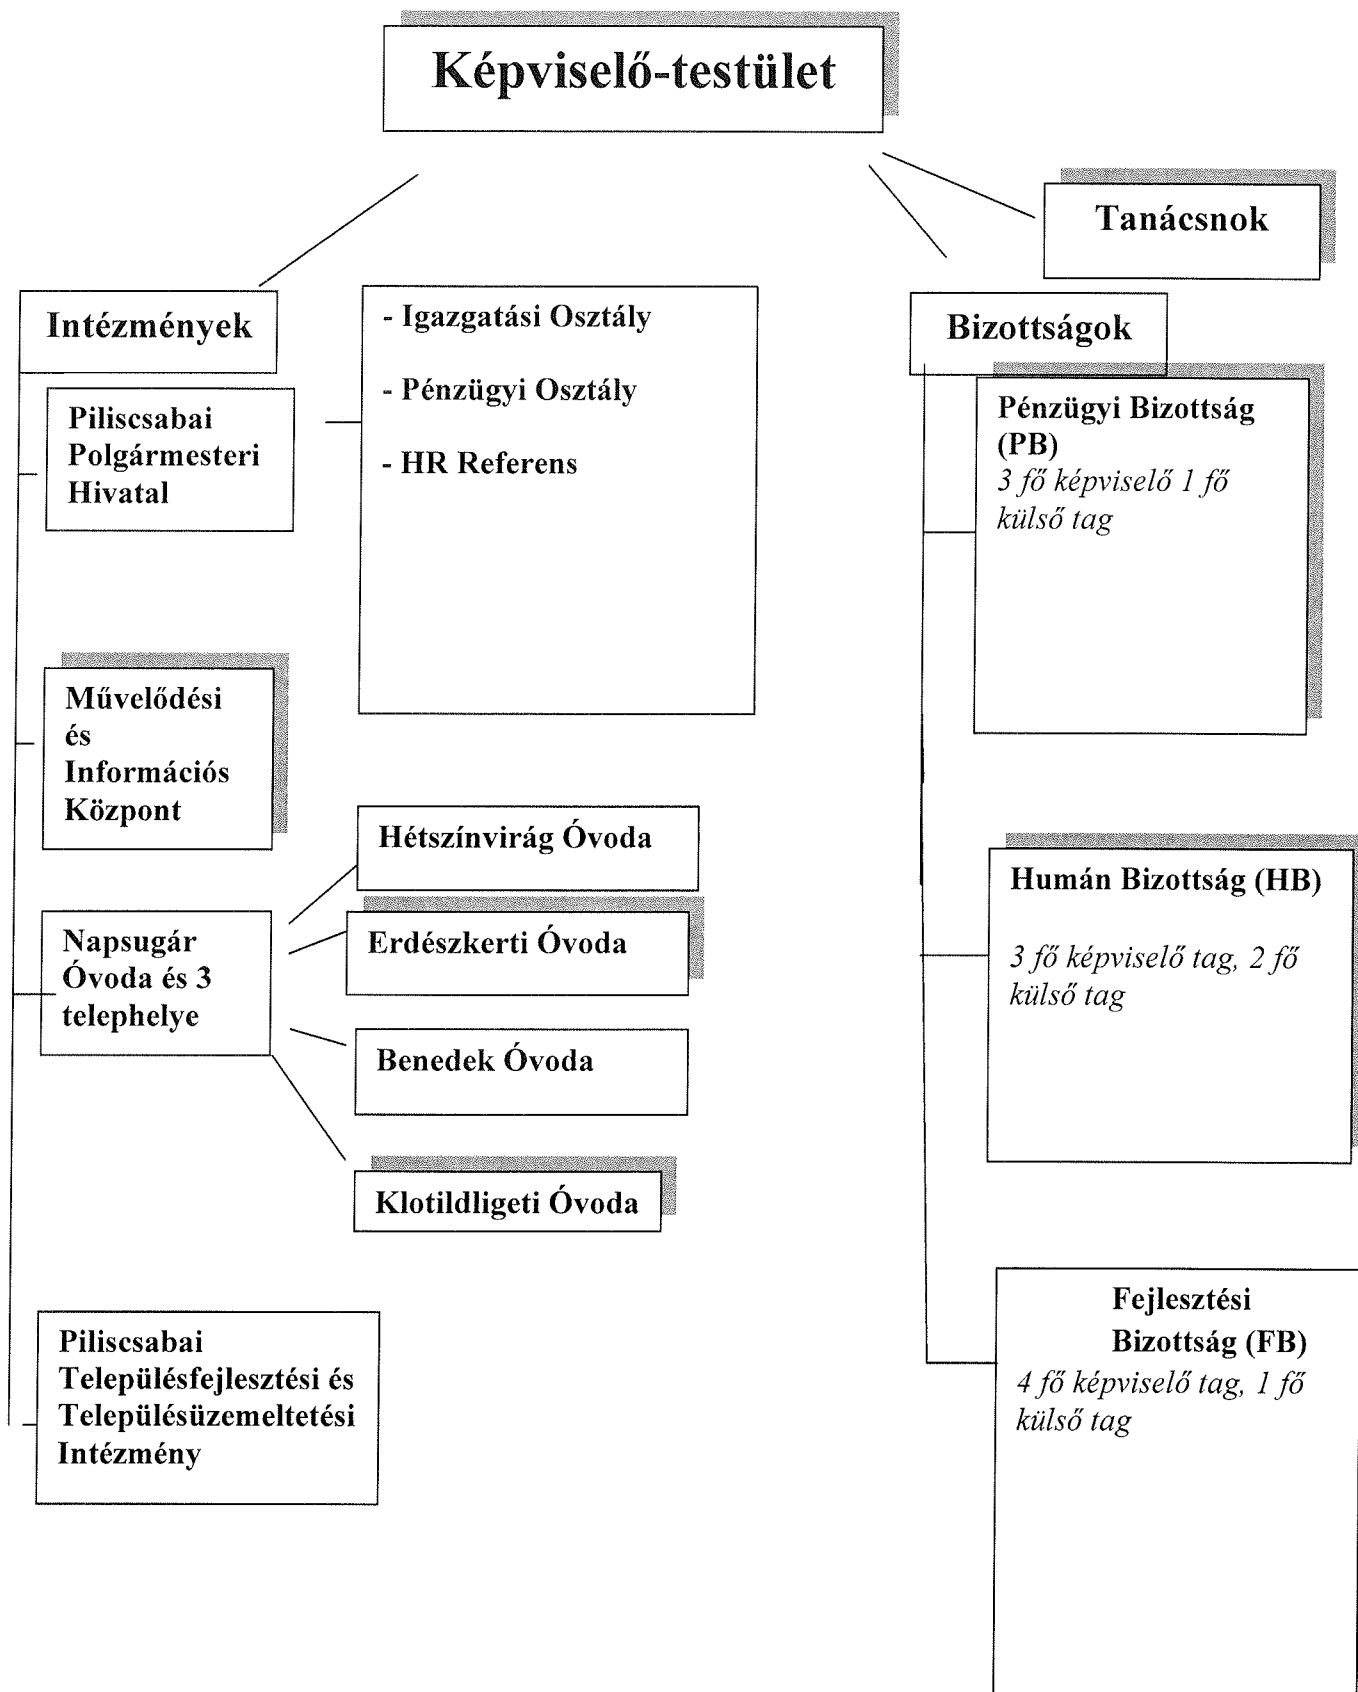 Képviselő-testület
Tanácsnok
Intézmények
- Igazgatási Osztály
- Pénzügyi Osztály
- HR Referens
Piliscsabai
Polgármesteri
Hivatal
Művelődési
és
Információs
Központ
Napsugár
Óvoda és 3
telephelye
Hétszínvirág Óvoda
Erdészkerti Óvoda
Benedek Óvoda
Klotildligeti Óvoda
Piliscsabai
Településfejlesztési és
Településüzemeltetési
Intézmény
Bizottságok
Pénzügyi Bizottság
(PB)
3 fő képviselő 1 fő
külső tag
Humán Bizottság (HB)
3 fő képviselő tag, 2 fő
külső tag
Fejlesztési
Bizottság (FB)
4 fő képviselő tag, 1 fő
külső tag